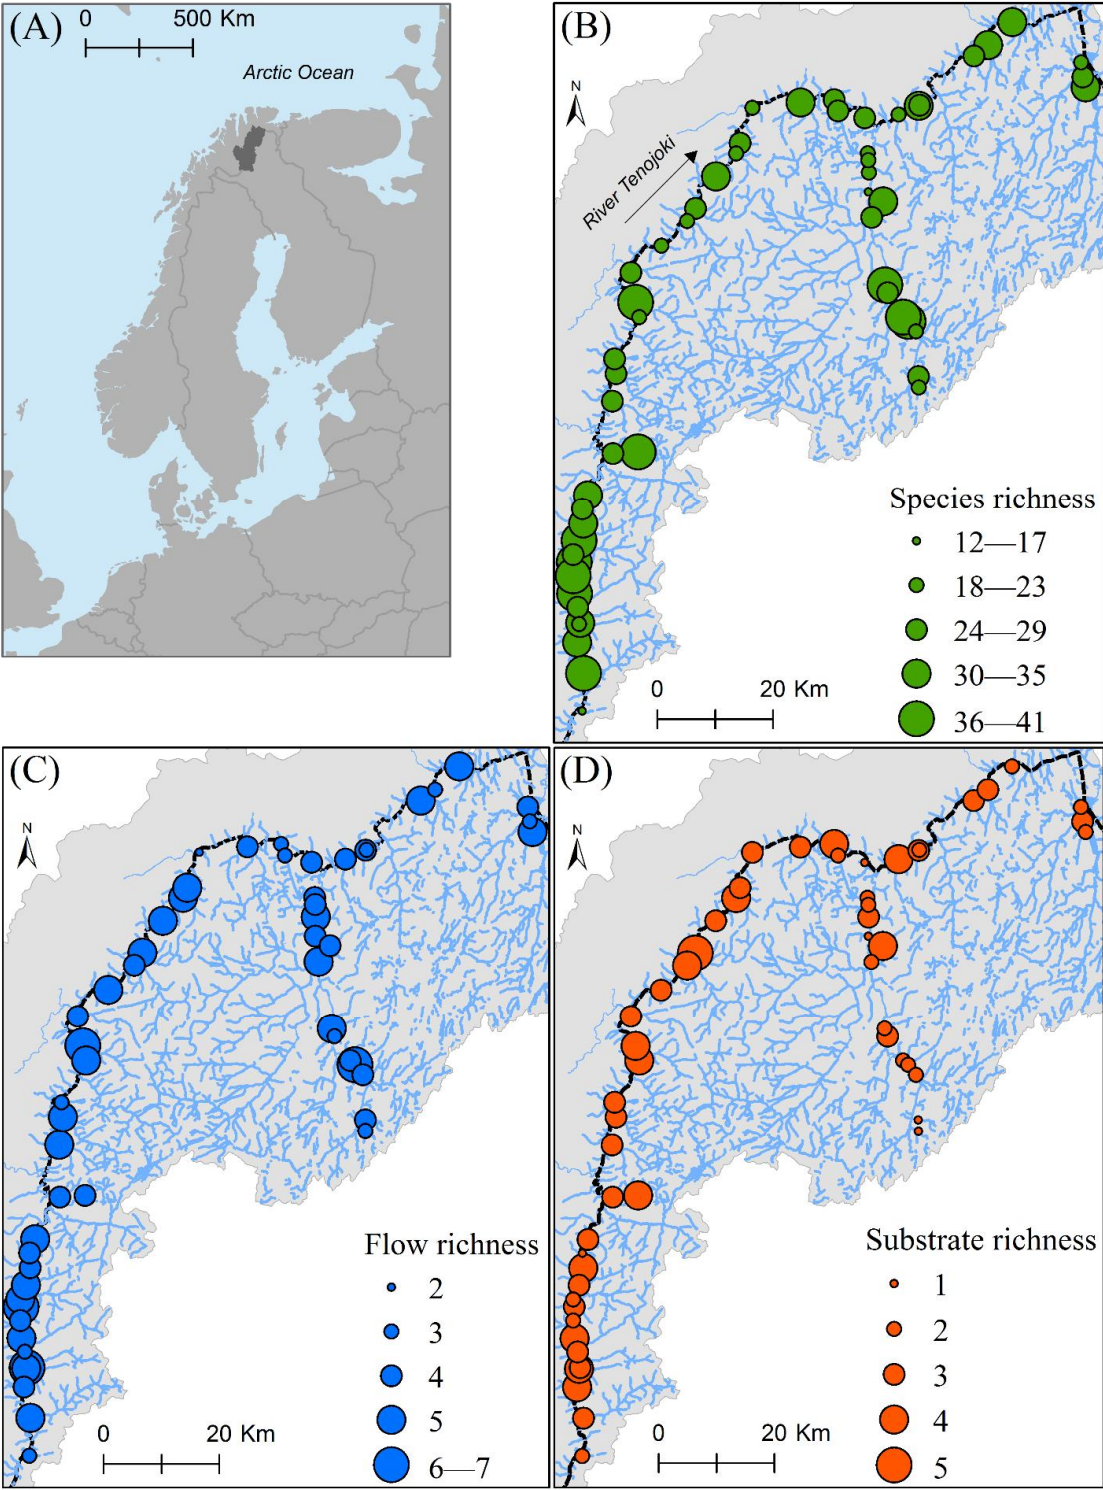 (A)
0 500 Km
Arctic Ocean
(B)
N
River Tenojoki
Species richness
12—17
18—23
24—29
30—35
36—41
0 20 Km
(C)
N
Flow richness
2
3
4
5
6—7
0 20 Km
(D)
N
Substrate richness
1
2
3
4
5
0 20 Km